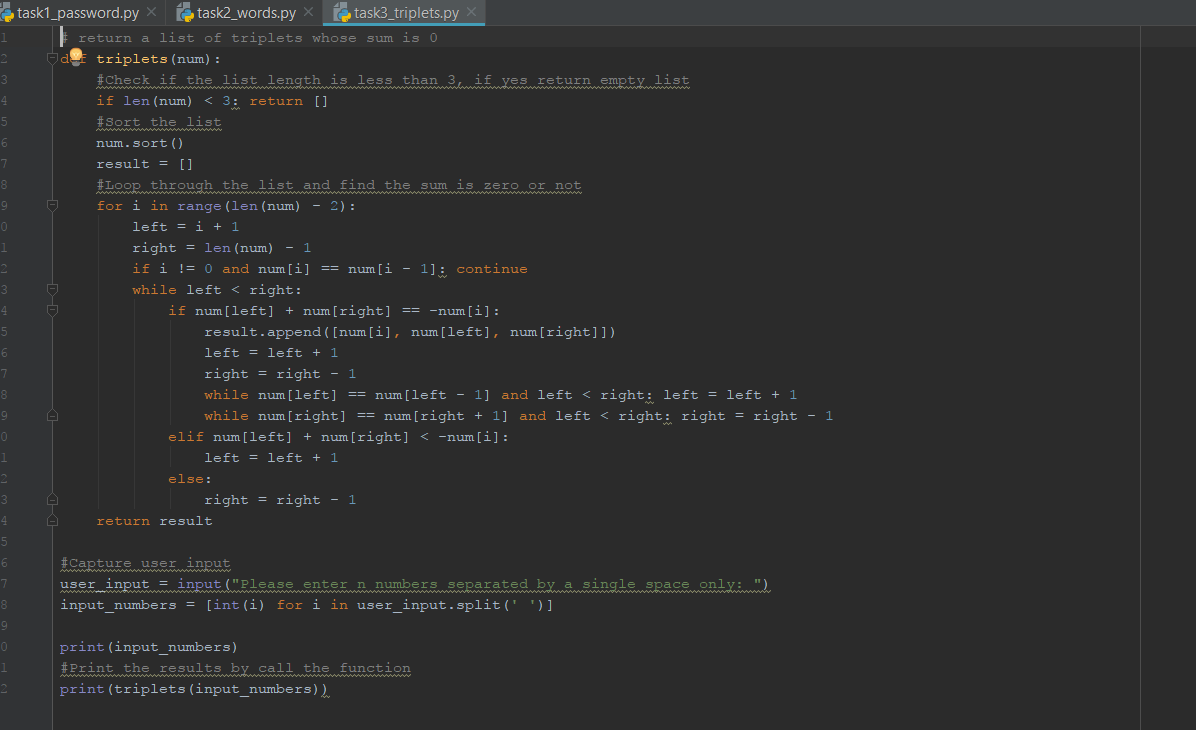 task1_password.py task2_words.py task3_triplets.py
1 # return a list of triplets whose sum is 0
2 def triplets(num):
3     #Check if the list length is less than 3, if yes return empty list
4     if len(num) < 3: return []
5     #Sort the list
6     num.sort()
7     result = []
8     #Loop through the list and find the sum is zero or not
9     for i in range(len(num) - 2):
0         left = i + 1
1         right = len(num) - 1
2         if i != 0 and num[i] == num[i - 1]: continue
3         while left < right:
4             if num[left] + num[right] == -num[i]:
5                 result.append([num[i], num[left], num[right]])
6                 left = left + 1
7                 right = right - 1
8                 while num[left] == num[left - 1] and left < right: left = left + 1
9                 while num[right] == num[right + 1] and left < right: right = right - 1
0             elif num[left] + num[right] < -num[i]:
1                 left = left + 1
2             else:
3                 right = right - 1
4     return result
5
6 #Capture user input
7 user_input = input("Please enter n numbers separated by a single space only: ")
8 input_numbers = [int(i) for i in user_input.split(' ')]
9
0 print(input_numbers)
1 #Print the results by call the function
2 print(triplets(input_numbers))